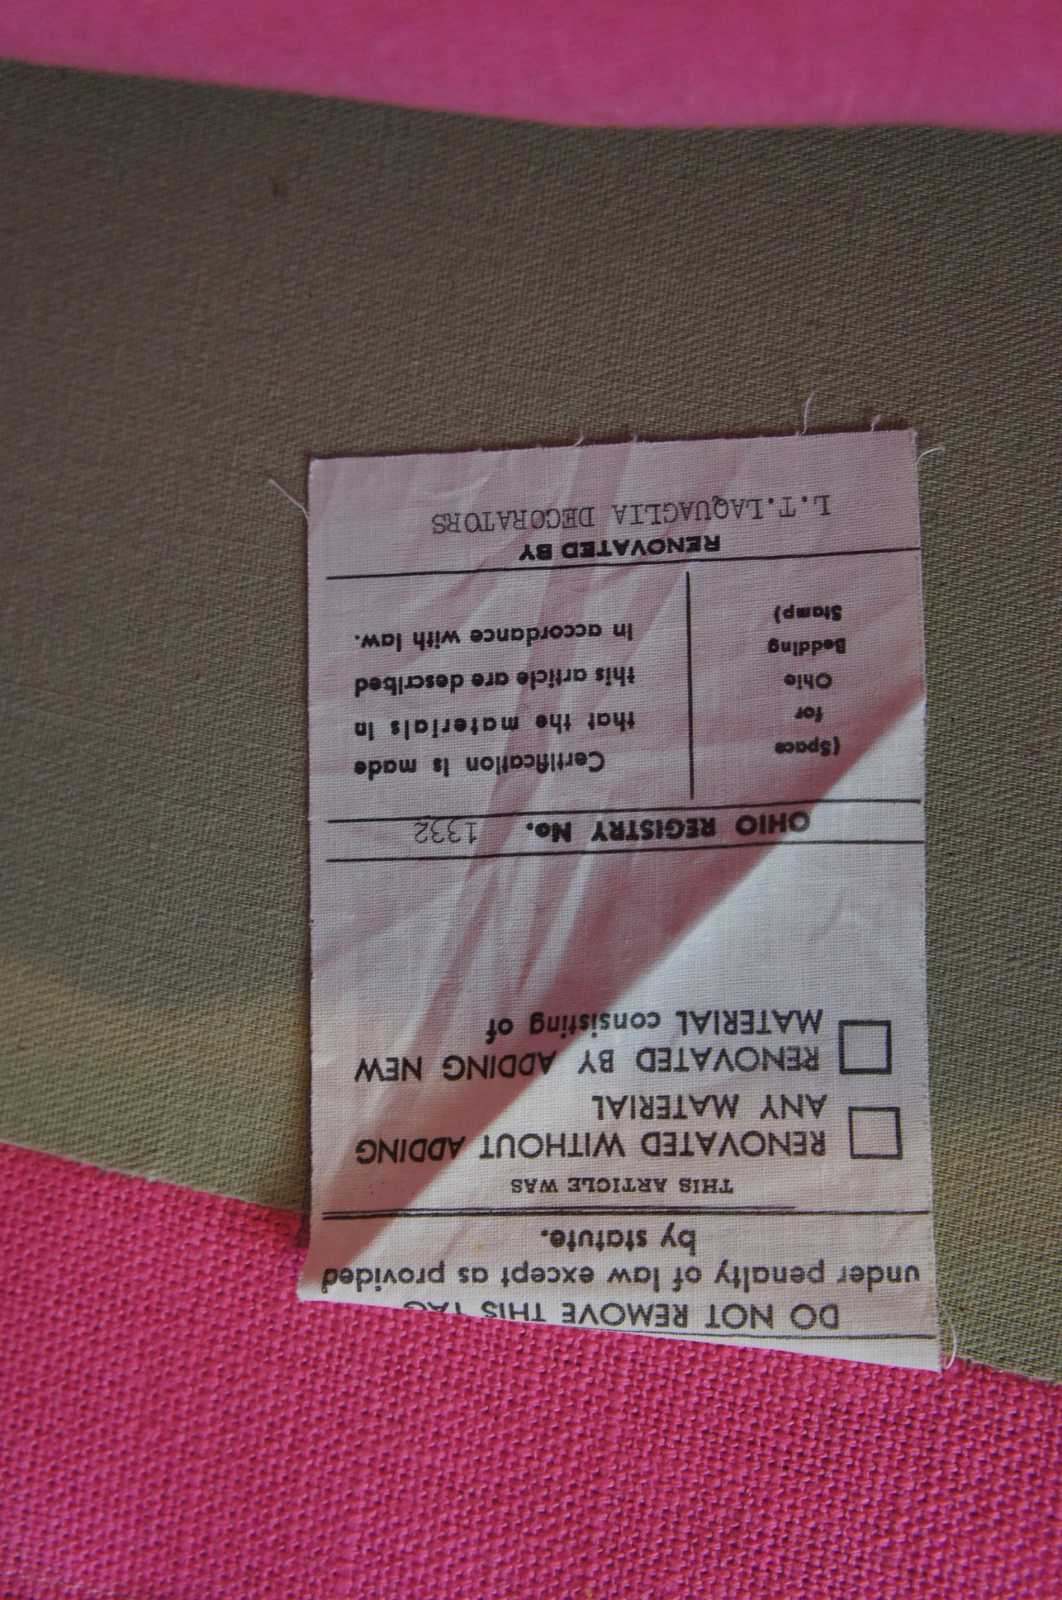 DO NOT REMOVE THIS TAG
under penalty of law except as provided
by statute.
THIS ARTICLE WAS
RENOVATED WITHOUT ADDING
ANY MATERIAL
RENOVATED BY ADDING NEW
MATERIAL consisting of
OHIO REGISTRY No. 1332
(Space
for
Ohio
Bedding
Stamp)
Certification is made
that the materials in
this article are described
in accordance with law.
RENOVATED BY
L.T.LAQUAGLIA DECORATORS